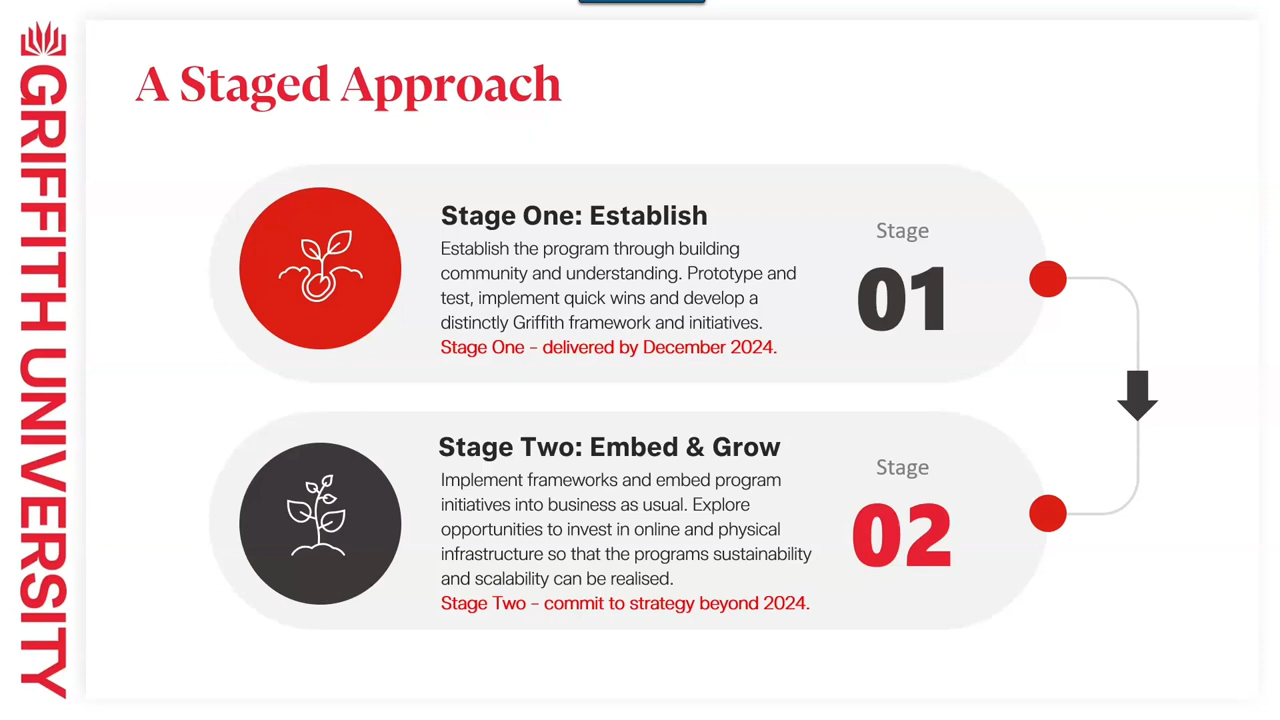 GRIFFITH UNIVERSITY
A Staged Approach
Stage One: Establish
Establish the program through building
community and understanding. Prototype and
test, implement quick wins and develop a
distinctly Griffith framework and initiatives.
Stage One - delivered by December 2024.
Stage
01
Stage Two: Embed & Grow
Implement frameworks and embed program
initiatives into business as usual. Explore
opportunities to invest in online and physical
infrastructure so that the programs sustainability
and scalability can be realised.
Stage Two - commit to strategy beyond 2024.
Stage
02